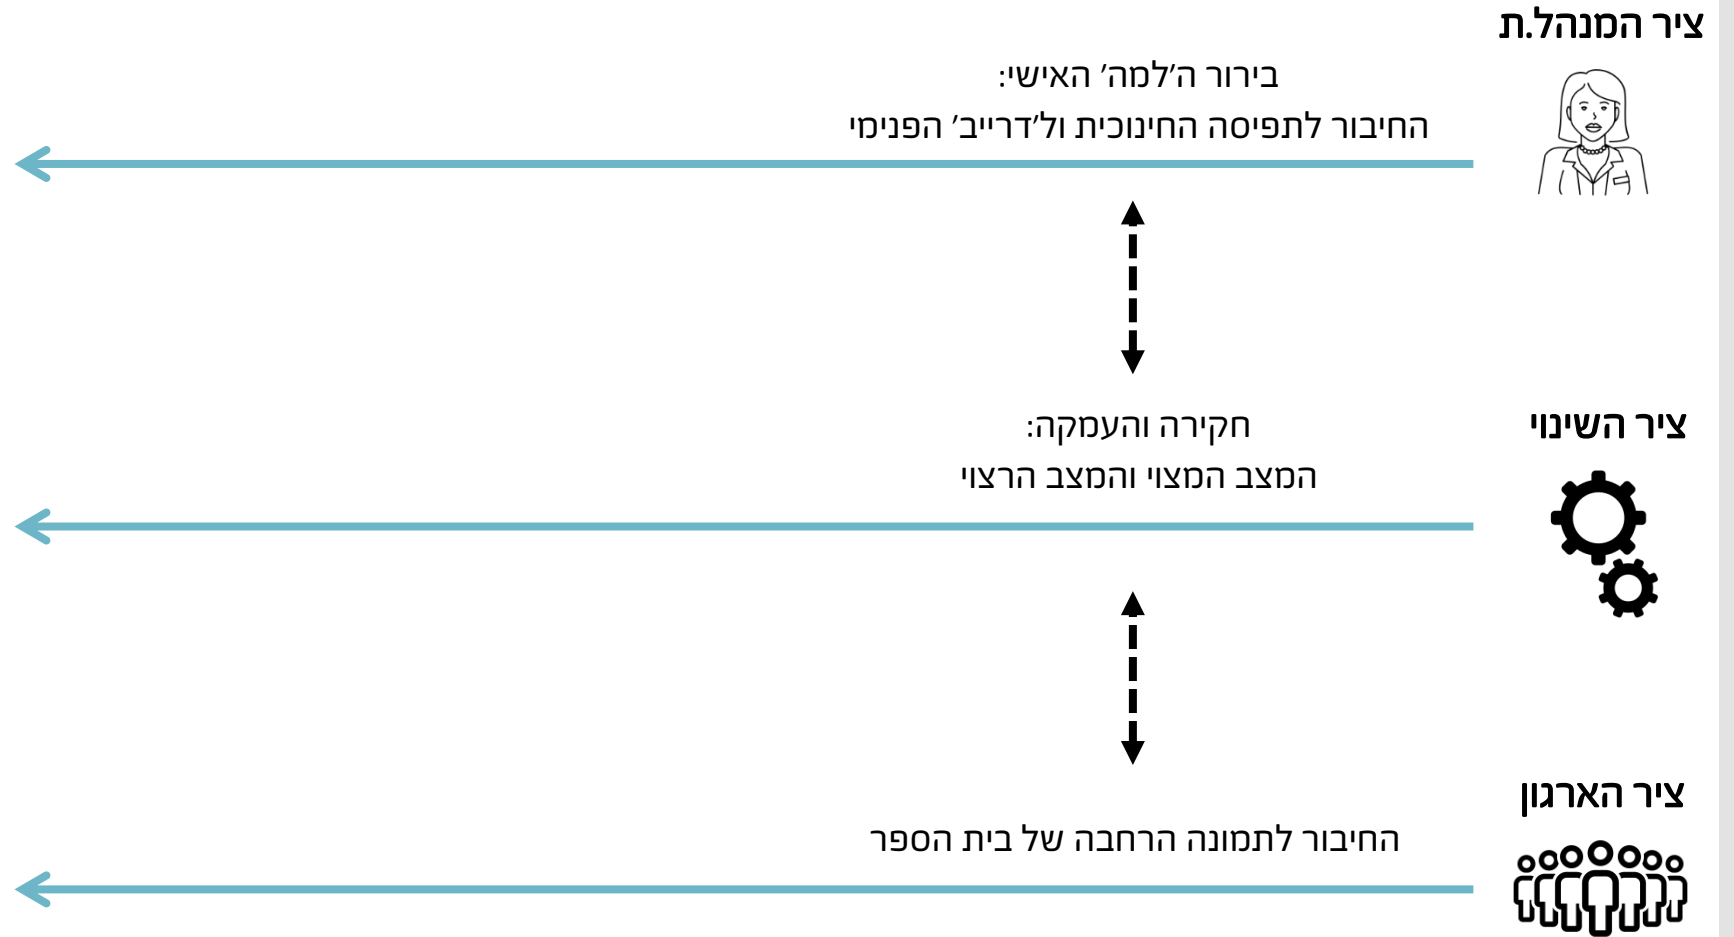 ציר המנהל.ת
בירור ה'למה' האישי:
החיבור לתפיסה החינוכית ול'דרייב' הפנימי
ציר השינוי
חקירה והעמקה:
המצב המצוי והמצב הרצוי
ציר הארגון
החיבור לתמונה הרחבה של בית הספר